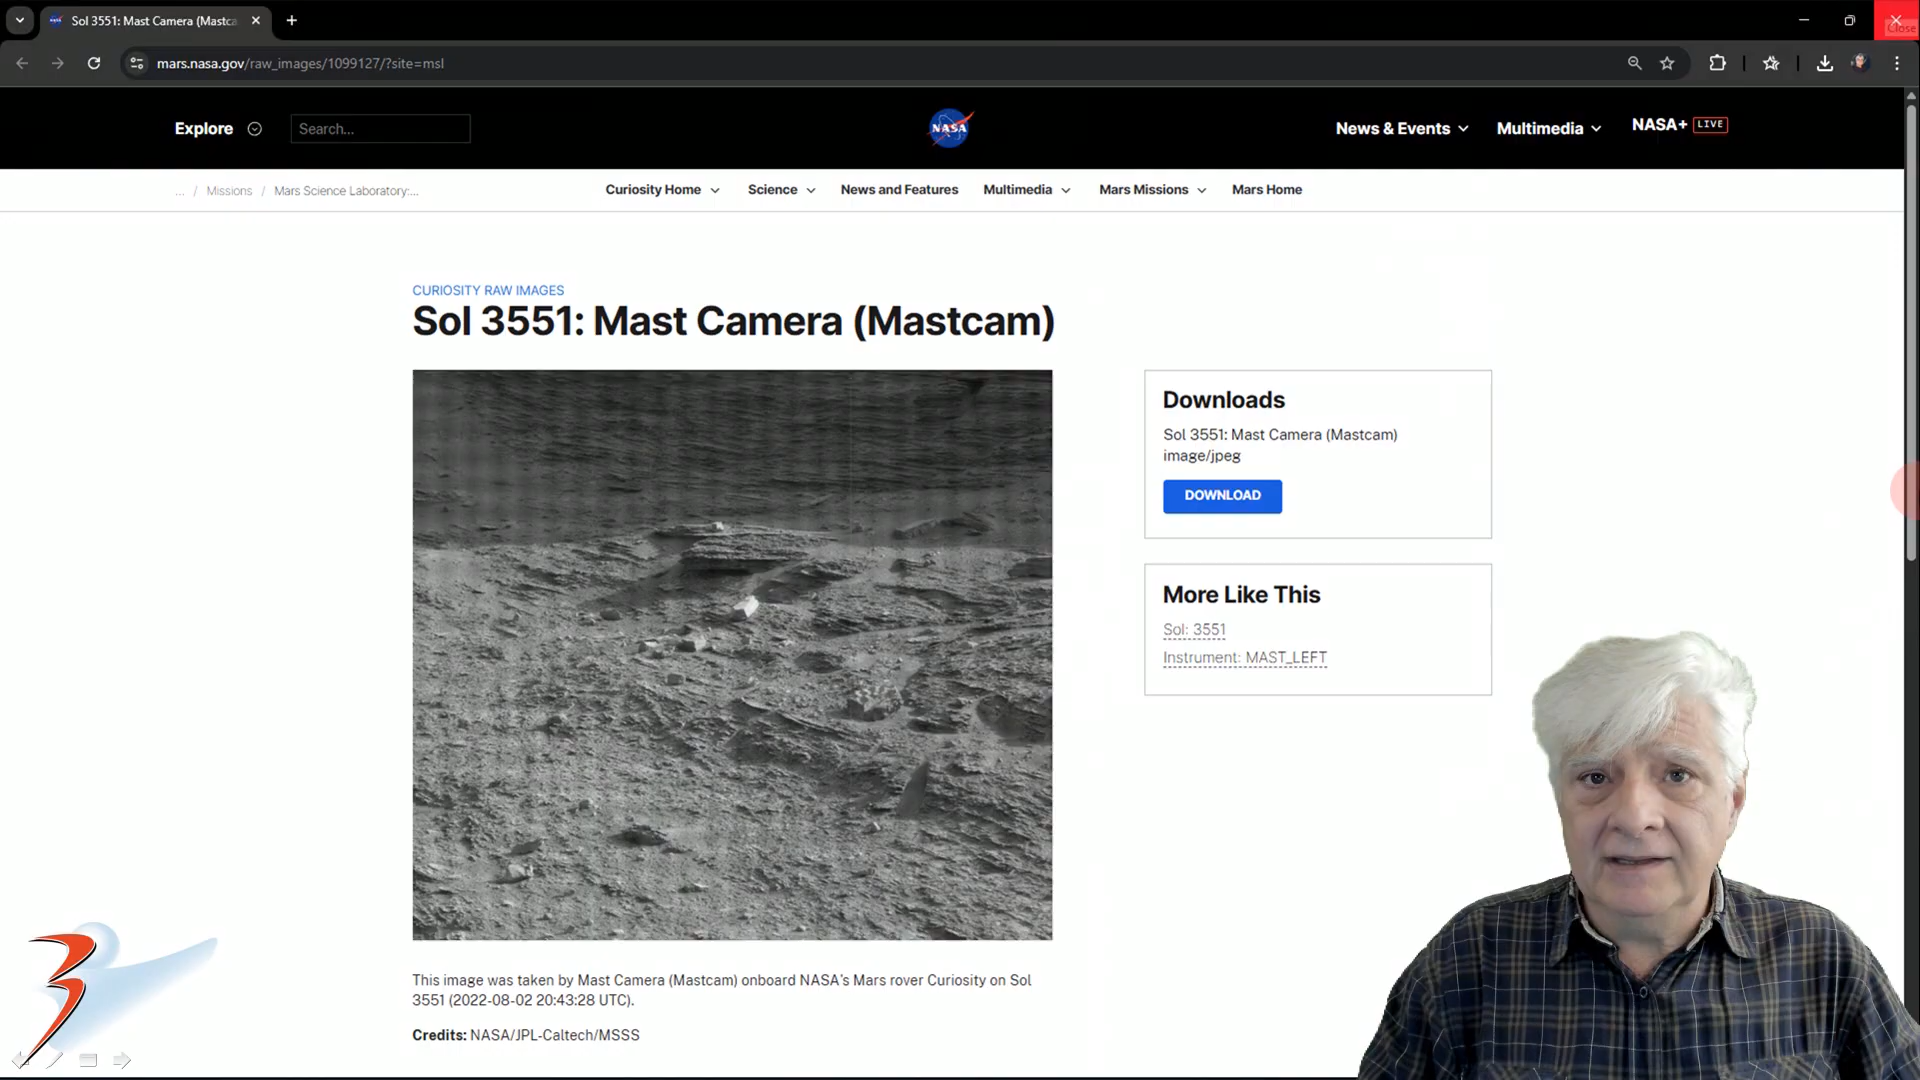 Sol 3551: Mast Camera (Mastca
Close
mars.nasa.gov/raw_images/1099127/?site=msl
Explore
Search...
NASA
News & Events
Multimedia
NASA+ LIVE
... / Missions / Mars Science Laboratory:...
Curiosity Home
Science
News and Features
Multimedia
Mars Missions
Mars Home
CURIOSITY RAW IMAGES
Sol 3551: Mast Camera (Mastcam)
Downloads
Sol 3551: Mast Camera (Mastcam)
image/jpeg
DOWNLOAD
More Like This
Sol: 3551
Instrument: MAST_LEFT
This image was taken by Mast Camera (Mastcam) onboard NASA's Mars rover Curiosity on Sol
3551 (2022-08-02 20:43:28 UTC).
Credits: NASA/JPL-Caltech/MSSS